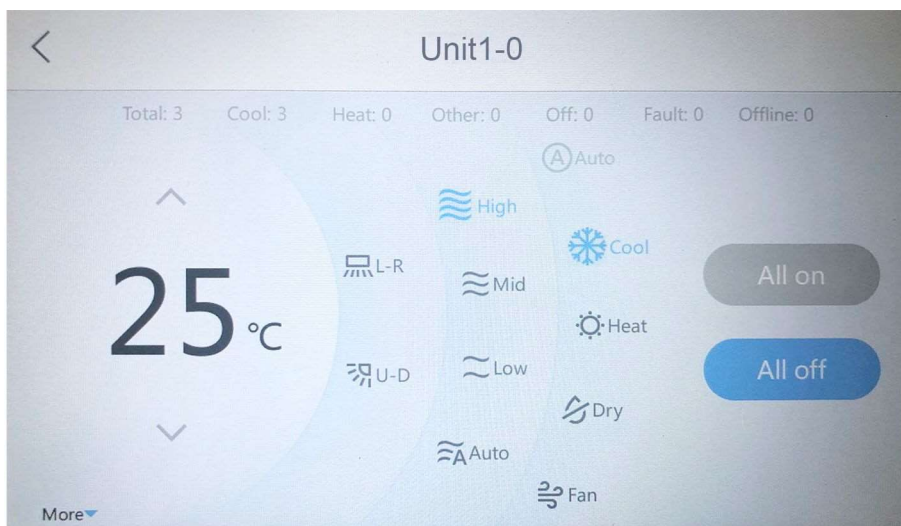 Unit1-0
Total: 3 Cool: 3 Heat: 0 Other: 0 Off: 0 Fault: 0 Offline: 0
A Auto
High
Cool
L-R
Mid
All on
25 °C
Heat
U-D
Low
All off
Dry
A Auto
Fan
More